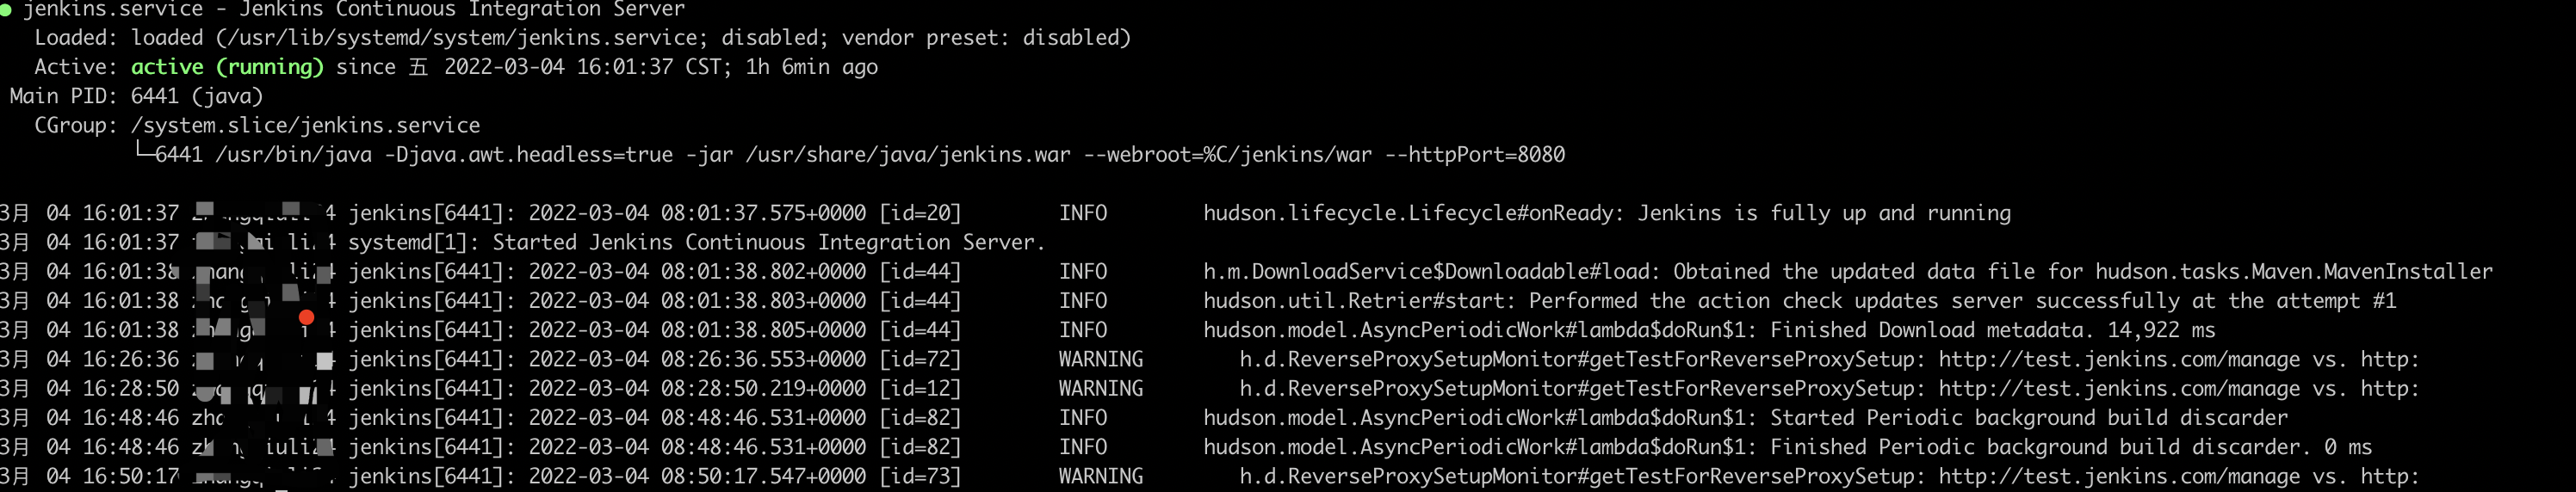 ● jenkins.service - Jenkins Continuous Integration Server
Loaded: loaded (/usr/lib/systemd/system/jenkins.service; disabled; vendor preset: disabled)
Active: active (running) since 五 2022-03-04 16:01:37 CST; 1h 6min ago
Main PID: 6441 (java)
CGroup: /system.slice/jenkins.service
└─6441 /usr/bin/java -Djava.awt.headless=true -jar /usr/share/java/jenkins.war --webroot=%C/jenkins/war --httpPort=8080
3月 04 16:01:37 jenkins[6441]: 2022-03-04 08:01:37.575+0000 [id=20] INFO hudson.lifecycle.Lifecycle#onReady: Jenkins is fully up and running
3月 04 16:01:37 systemd[1]: Started Jenkins Continuous Integration Server.
3月 04 16:01:38 jenkins[6441]: 2022-03-04 08:01:38.802+0000 [id=44] INFO h.m.DownloadService$Downloadable#load: Obtained the updated data file for hudson.tasks.Maven.MavenInstaller
3月 04 16:01:38 jenkins[6441]: 2022-03-04 08:01:38.803+0000 [id=44] INFO hudson.util.Retrier#start: Performed the action check updates server successfully at the attempt #1
3月 04 16:01:38 jenkins[6441]: 2022-03-04 08:01:38.805+0000 [id=44] INFO hudson.model.AsyncPeriodicWork#lambda$doRun$1: Finished Download metadata. 14,922 ms
3月 04 16:26:36 jenkins[6441]: 2022-03-04 08:26:36.553+0000 [id=72] WARNING h.d.ReverseProxySetupMonitor#getTestForReverseProxySetup: http://test.jenkins.com/manage vs. http:
3月 04 16:28:50 jenkins[6441]: 2022-03-04 08:28:50.219+0000 [id=12] WARNING h.d.ReverseProxySetupMonitor#getTestForReverseProxySetup: http://test.jenkins.com/manage vs. http:
3月 04 16:48:46 jenkins[6441]: 2022-03-04 08:48:46.531+0000 [id=82] INFO hudson.model.AsyncPeriodicWork#lambda$doRun$1: Started Periodic background build discarder
3月 04 16:48:46 jenkins[6441]: 2022-03-04 08:48:46.531+0000 [id=82] INFO hudson.model.AsyncPeriodicWork#lambda$doRun$1: Finished Periodic background build discarder. 0 ms
3月 04 16:50:17 jenkins[6441]: 2022-03-04 08:50:17.547+0000 [id=73] WARNING h.d.ReverseProxySetupMonitor#getTestForReverseProxySetup: http://test.jenkins.com/manage vs. http: